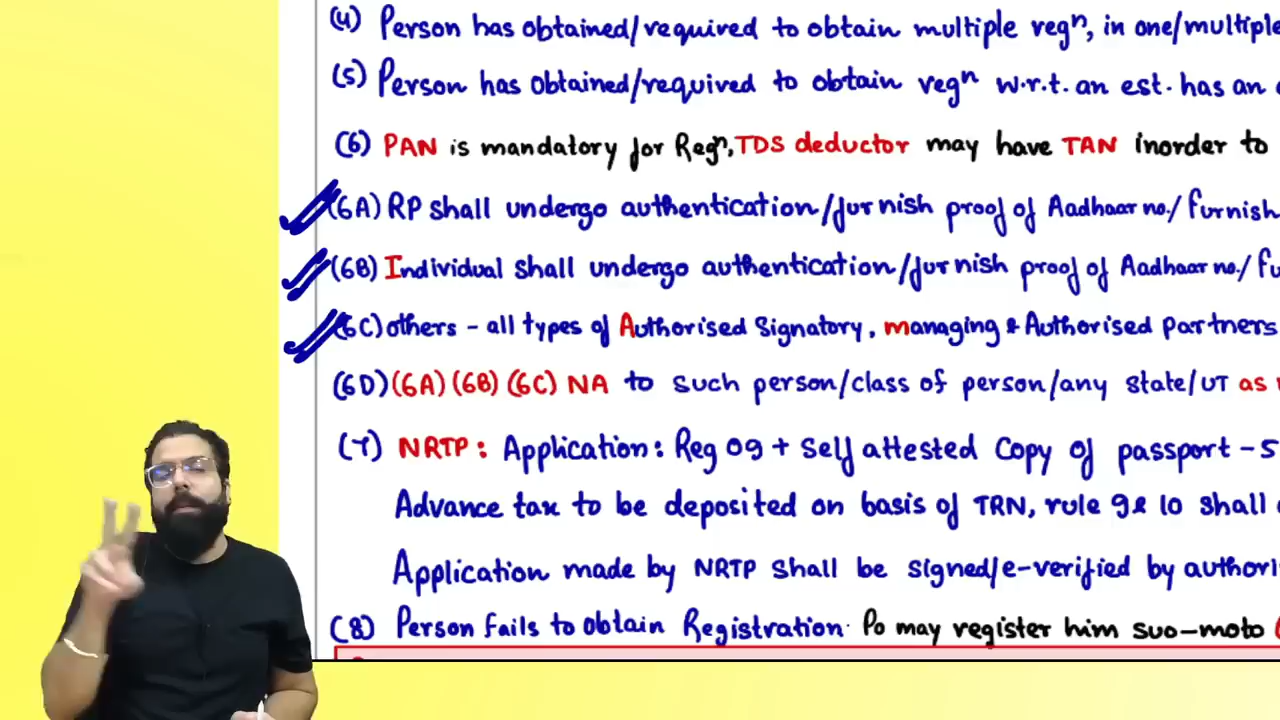 (4) Person has obtained/required to obtain multiple regⁿ, in one/multiple
(5) Person has obtained/required to obtain regⁿ w.r.t. an est. has an
(6) PAN is mandatory for Regⁿ, TDS deductor may have TAN inorder to
(6A) RP shall undergo authentication/furnish proof of Aadhaar no./ furnish
(6B) Individual shall undergo authentication/furnish proof of Aadhaar no./ fu
(6C) others - all types of Authorised Signatory, managing & Authorised partners
(6D) (6A) (6B) (6C) NA to such person/class of person/any state/UT as
(7) NRTP: Application: Reg 09 + Self attested Copy of passport - 5
Advance tax to be deposited on basis of TRN, rule 9 & 10 shall
Application made by NRTP shall be signed/e-verified by authori
(8) Person fails to obtain Registration. Po may register him suo-moto